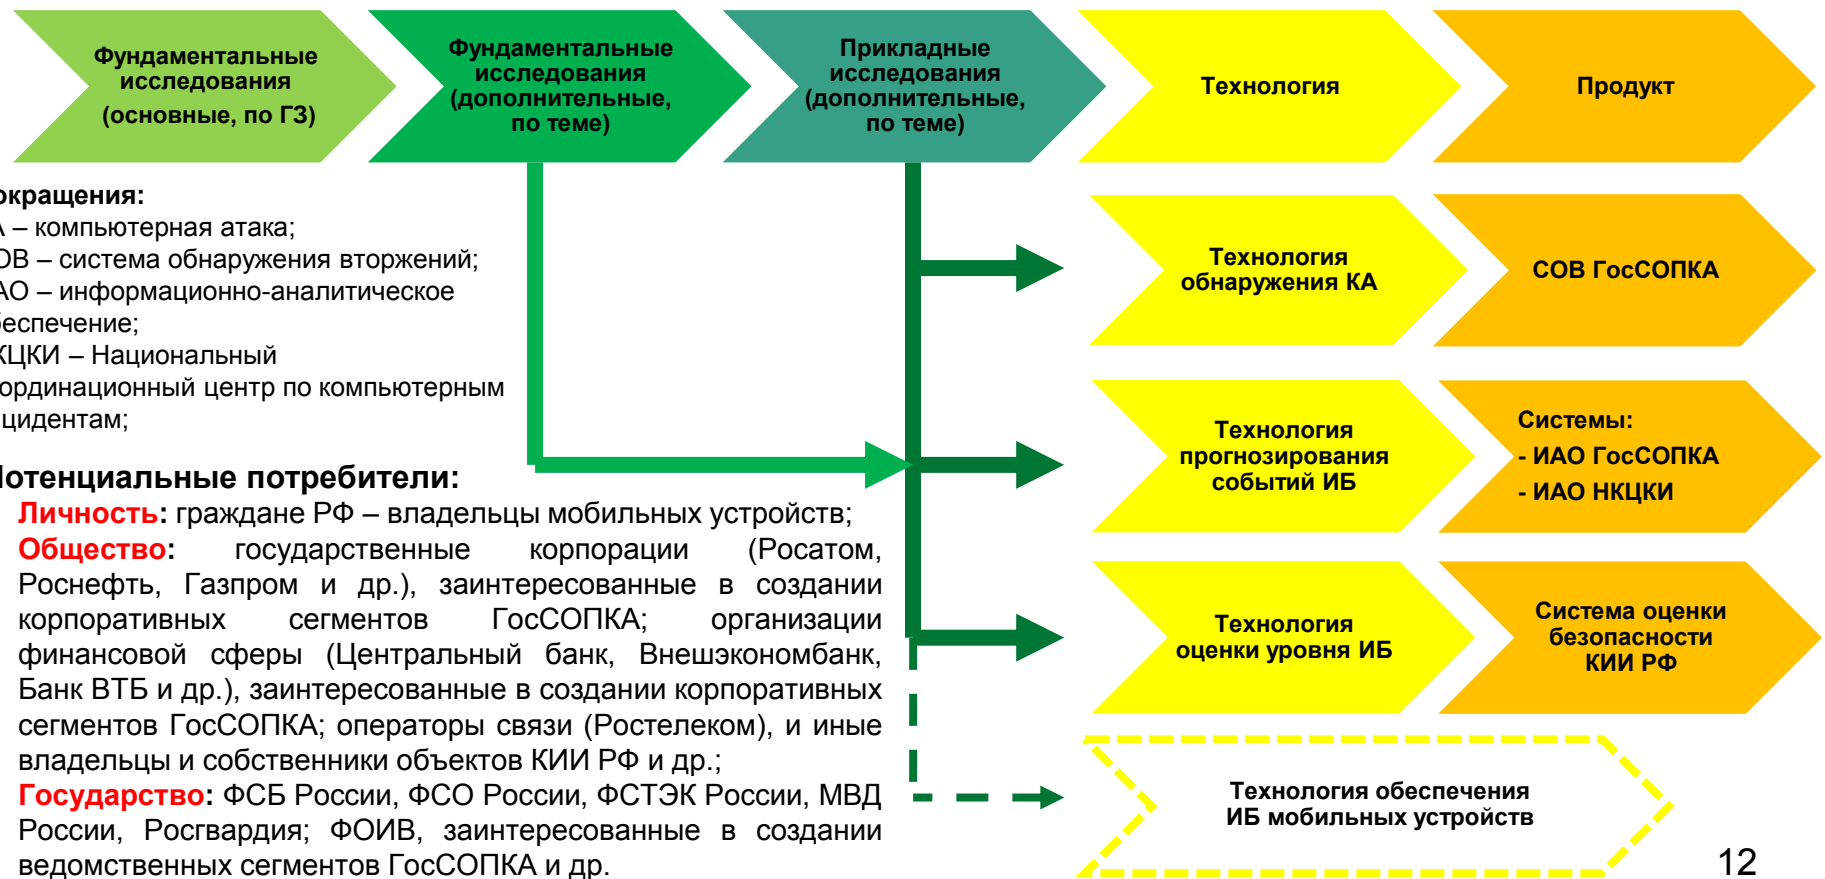 Фундаментальные
исследования
(основные, по ГЗ)
Фундаментальные
исследования
(дополнительные,
по теме)
Прикладные
исследования
(дополнительные,
по теме)
Технология
Продукт
окращения:
А – компьютерная атака;
ОВ – система обнаружения вторжений;
АО – информационно-аналитическое
беспечение;
КЦКИ – Национальный
ординационный центр по компьютерным
цидентам;
Потенциальные потребители:
Личность: граждане РФ – владельцы мобильных устройств;
Общество: государственные корпорации (Росатом,
Роснефть, Газпром и др.), заинтересованные в создании
корпоративных сегментов ГосСОПКА; организации
финансовой сферы (Центральный банк, Внешэкономбанк,
Банк ВТБ и др.), заинтересованные в создании корпоративных
сегментов ГосСОПКА; операторы связи (Ростелеком), и иные
владельцы и собственники объектов КИИ РФ и др.;
Государство: ФСБ России, ФСО России, ФСТЭК России, МВД
России, Росгвардия; ФОИВ, заинтересованные в создании
ведомственных сегментов ГосСОПКА и др.
Технология
обнаружения КА
СОВ ГосСОПКА
Технология
прогнозирования
событий ИБ
Системы:
- ИАО ГосСОПКА
- ИАО НКЦКИ
Технология
оценки уровня ИБ
Система оценки
безопасности
КИИ РФ
Технология обеспечения
ИБ мобильных устройств
12